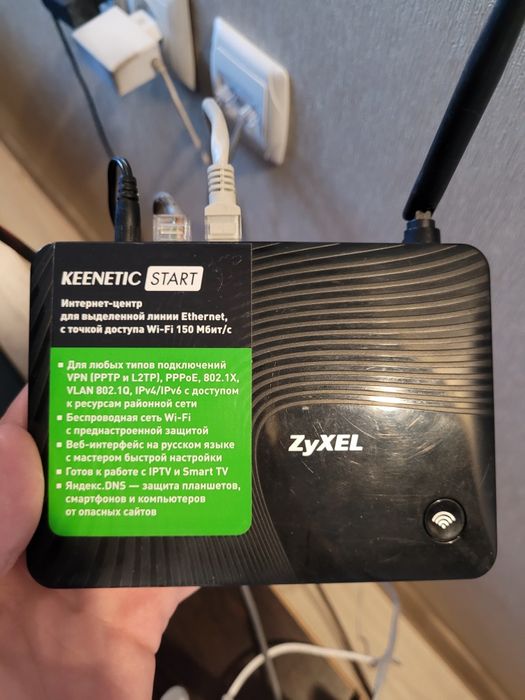 KEENETIC START
Интернет-центр
для выделенной линии Ethernet,
с точкой доступа Wi-Fi 150 Мбит/с
Для любых типов подключений
VPN (PPTP и L2TP), PPPoE, 802.1X,
VLAN 802.1Q, IPv4/IPv6 с доступом
к ресурсам районной сети
Беспроводная сеть Wi-Fi
с преднастроенной защитой
Веб-интерфейс на русском языке
с мастером быстрой настройки
Готов к работе с IPTV и Smart TV
Яндекс.DNS — защита планшетов,
смартфонов и компьютеров
от опасных сайтов
ZyXEL